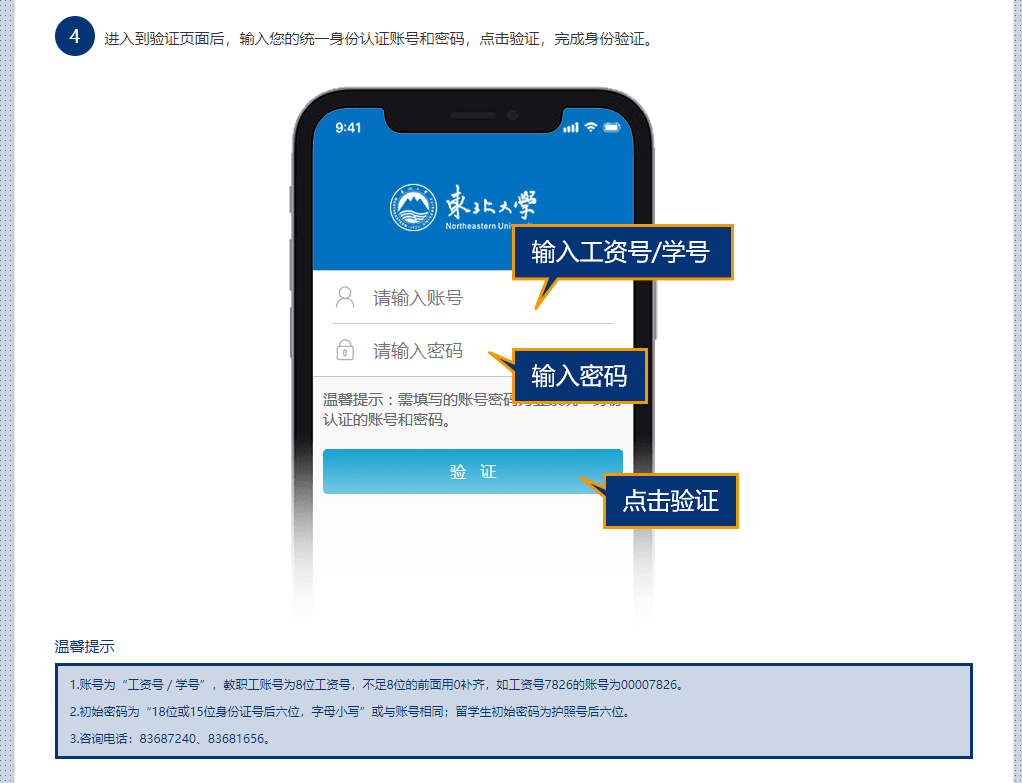 4 进入到验证页面后，输入您的统一身份认证账号和密码，点击验证，完成身份验证。
9:41
東北大學
Northeastern
输入工资号/学号
请输入账号
请输入密码
输入密码
温馨提示：需填写的账号密码
认证的账号和密码。
验 证
点击验证
温馨提示
1.账号为“工资号 / 学号”，教职工账号为8位工资号，不足8位的前面用0补齐，如工资号7826的账号为00007826。
2.初始密码为“18位或15位身份证号后六位，字母小写”或与账号相同；留学生初始密码为护照号后六位。
3.咨询电话：83687240、83681656。